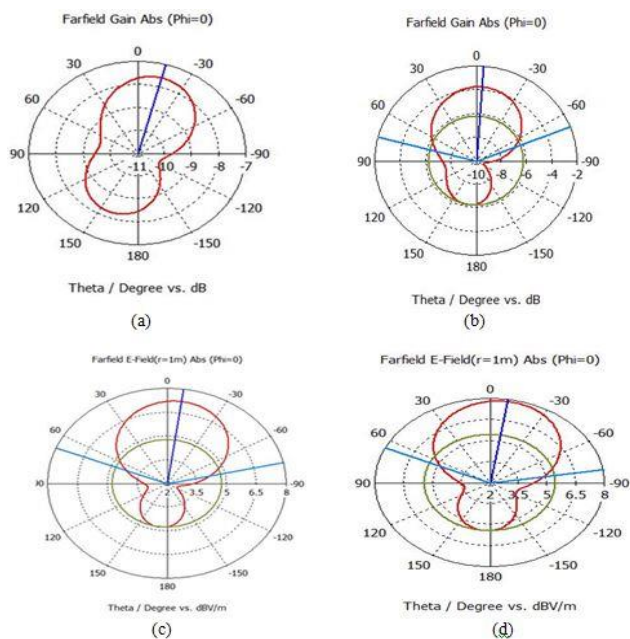 Farfield Gain Abs (Phi=0)
0
30 -30
60 -60
90 -11 -10 -9 -8 -7 -90
120 -120
150 -150
180
Theta / Degree vs. dB
(a)
Farfield Gain Abs (Phi=0)
0
30 -30
60 -60
90 -10 -8 -6 -4 -2 -90
120 -120
150 -150
180
Theta / Degree vs. dB
(b)
Farfield E-Field(r=1m) Abs (Phi=0)
0
30 -30
60 -60
2 3.5 5 6.5 8 -90
120 -120
150 -150
180
Theta / Degree vs. dBV/m
(c)
Farfield E-Field(r=1m) Abs (Phi=0)
0
30 -30
60 -60
90 2 3.5 5 6.5 8 -90
120 -120
150 -150
180
Theta / Degree vs. dBV/m
(d)